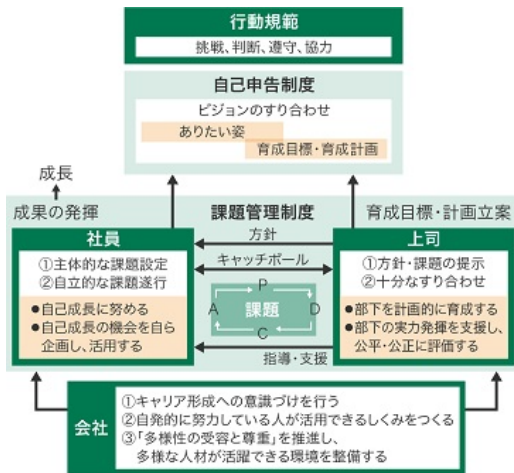 行動規範
挑戦、判断、遵守、協力
自己申告制度
ビジョンのすり合わせ
ありたい姿
育成目標・育成計画
成長
成果の発揮
課題管理制度
育成目標・計画立案
社員
①主体的な課題設定
②自立的な課題遂行
●自己成長に努める
●自己成長の機会を自ら
企画し、活用する
方針
キャッチボール
P
A
課題
D
C
指導・支援
上司
①方針・課題の提示
②十分なすり合わせ
●部下を計画的に育成する
●部下の実力発揮を支援し、
公平・公正に評価する
会社
①キャリア形成への意識づけを行う
②自発的に努力している人が活用できるしくみをつくる
③「多様性の受容と尊重」を推進し、
多様な人材が活躍できる環境を整備する